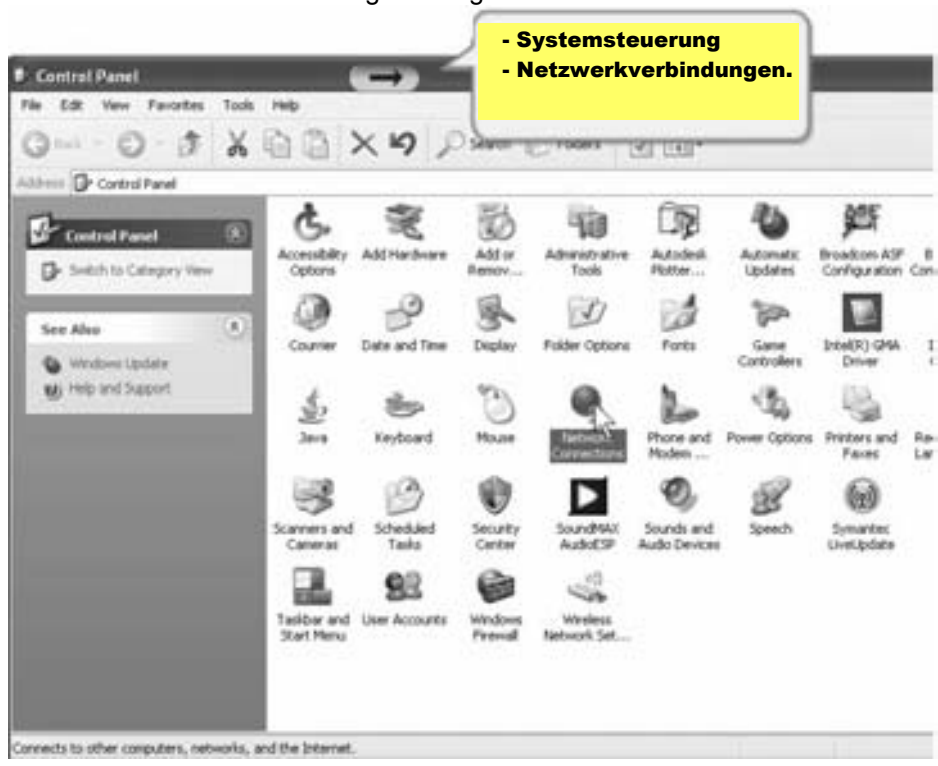 - Systemsteuerung
- Netzwerkverbindungen.
Control Panel
File Edit View Favorites Tools Help
Back Search Folders
Address Control Panel
Control Panel
Switch to Category View
See Also
Windows Update
Help and Support
Accessibility Options
Add Hardware
Add or Remov...
Administrative Tools
Autodesk Plotter...
Automatic Updates
Broadcom ASF Configuration
Date and Time
Display
Folder Options
Fonts
Game Controllers
Intel(R) GMA Driver
Java
Keyboard
Mouse
Network Connections
Phone and Modem ...
Power Options
Printers and Faxes
Scanners and Cameras
Scheduled Tasks
Security Center
SoundMAX AudioESP
Sounds and Audio Devices
Speech
Symantec LiveUpdate
Taskbar and Start Menu
User Accounts
Windows Firewall
Wireless Network Set...
Connects to other computers, networks, and the Internet.